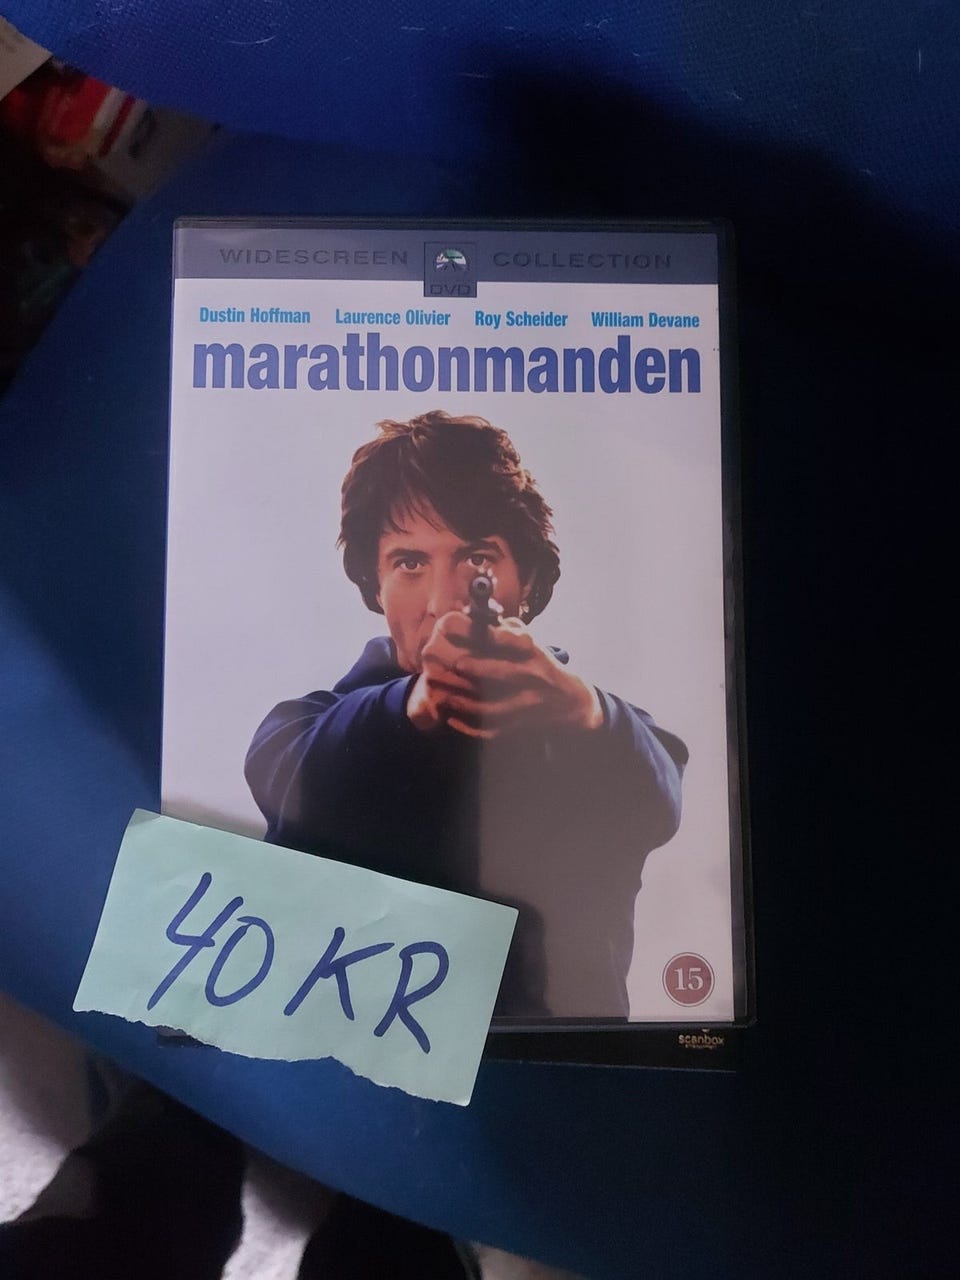 WIDESCREEN DVD COLLECTION
Dustin Hoffman Laurence Olivier Roy Scheider William Devane
marathonmanden
15
40 KR
scanbox